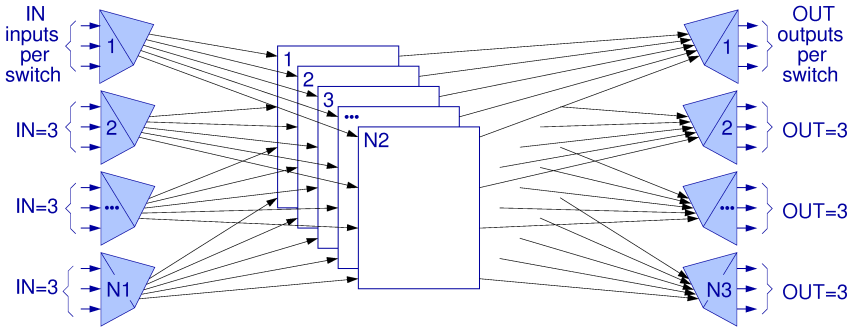 IN
inputs
per
switch
1
IN=3
2
IN=3
...
IN=3
N1
1
2
3
...
N2
1
OUT
outputs
per
switch
2
OUT=3
...
OUT=3
N3
OUT=3